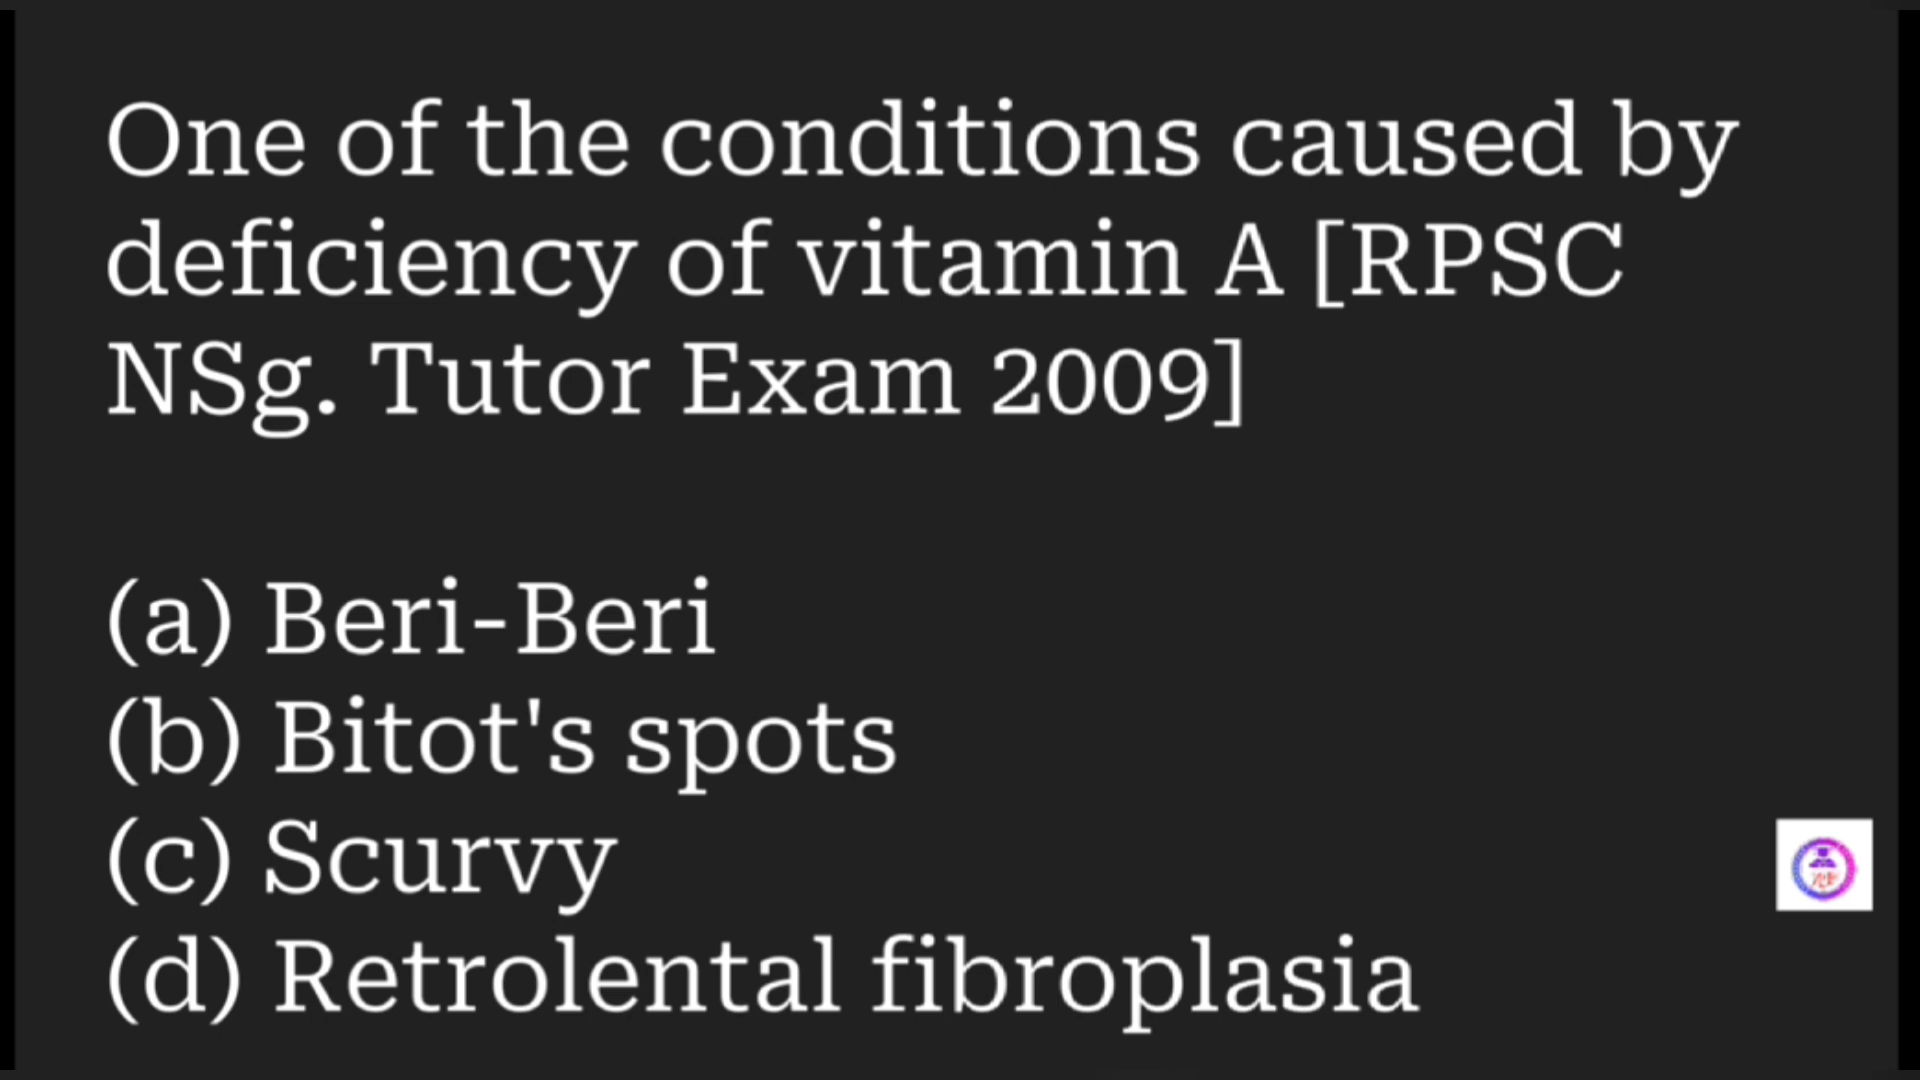 One of the conditions caused by
deficiency of vitamin A [RPSC
NSg. Tutor Exam 2009]
(a) Beri-Beri
(b) Bitot's spots
(c) Scurvy
(d) Retrolental fibroplasia